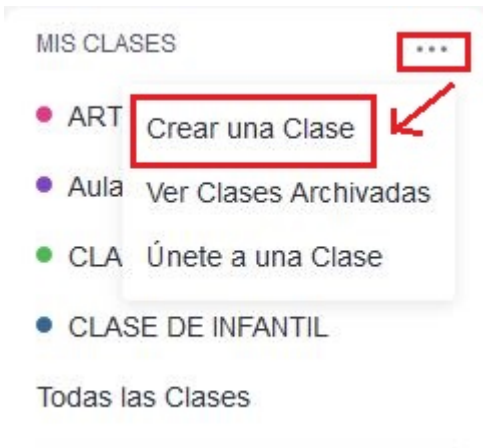 MIS CLASES
ART
Crear una Clase
Aula
Ver Clases Archivadas
CLA
Únete a una Clase
CLASE DE INFANTIL
Todas las Clases